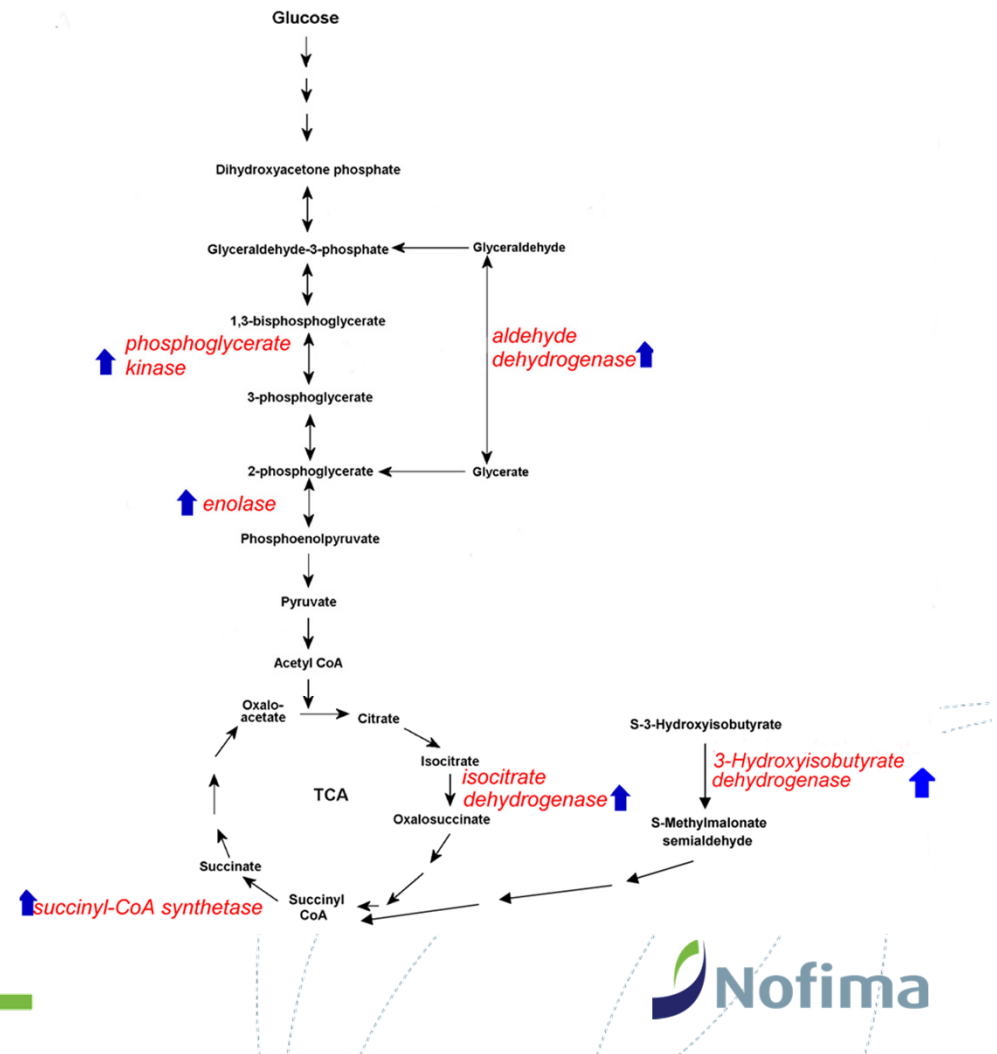 Glucose
Dihydroxyacetone phosphate
Glyceraldehyde-3-phosphate
Glyceraldehyde
1,3-bisphosphoglycerate
phosphoglycerate
kinase
aldehyde
dehydrogenase
3-phosphoglycerate
2-phosphoglycerate
Glycerate
enolase
Phosphoenolpyruvate
Pyruvate
Acetyl CoA
Oxalo-
acetate
Citrate
S-3-Hydroxyisobutyrate
Isocitrate
isocitrate
dehydrogenase
3-Hydroxyisobutyrate
dehydrogenase
TCA
Oxalosuccinate
S-Methylmalonate
semialdehyde
Succinate
succinyl-CoA synthetase
Succinyl
CoA
Nofima